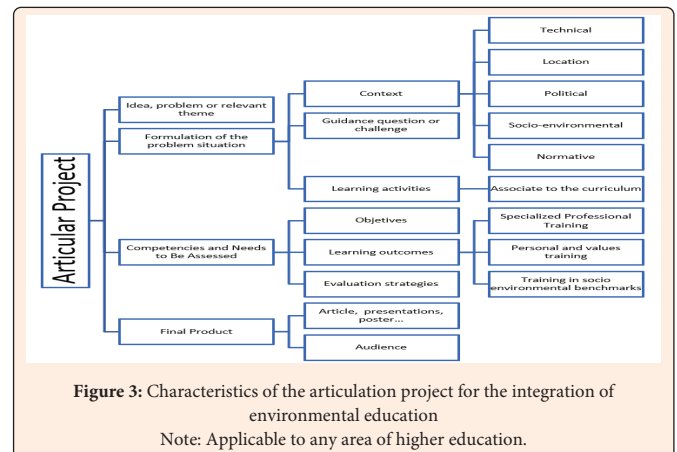 Articular Project
Idea, problem or relevant
theme
Formulation of the
problem situation
Competencies and Needs
to Be Assessed
Final Product
Context
Guidance question or
challenge
Learning activities
Objetives
Learning outcomes
Evaluation strategies
Article, presentations,
poster...
Audience
Technical
Location
Political
Socio-environmental
Normative
Associate to the curriculum
Specialized Professional
Training
Personal and values
training
Training in socio
environmental benchmarks
Figure 3: Characteristics of the articulation project for the integration of
environmental education
Note: Applicable to any area of higher education.